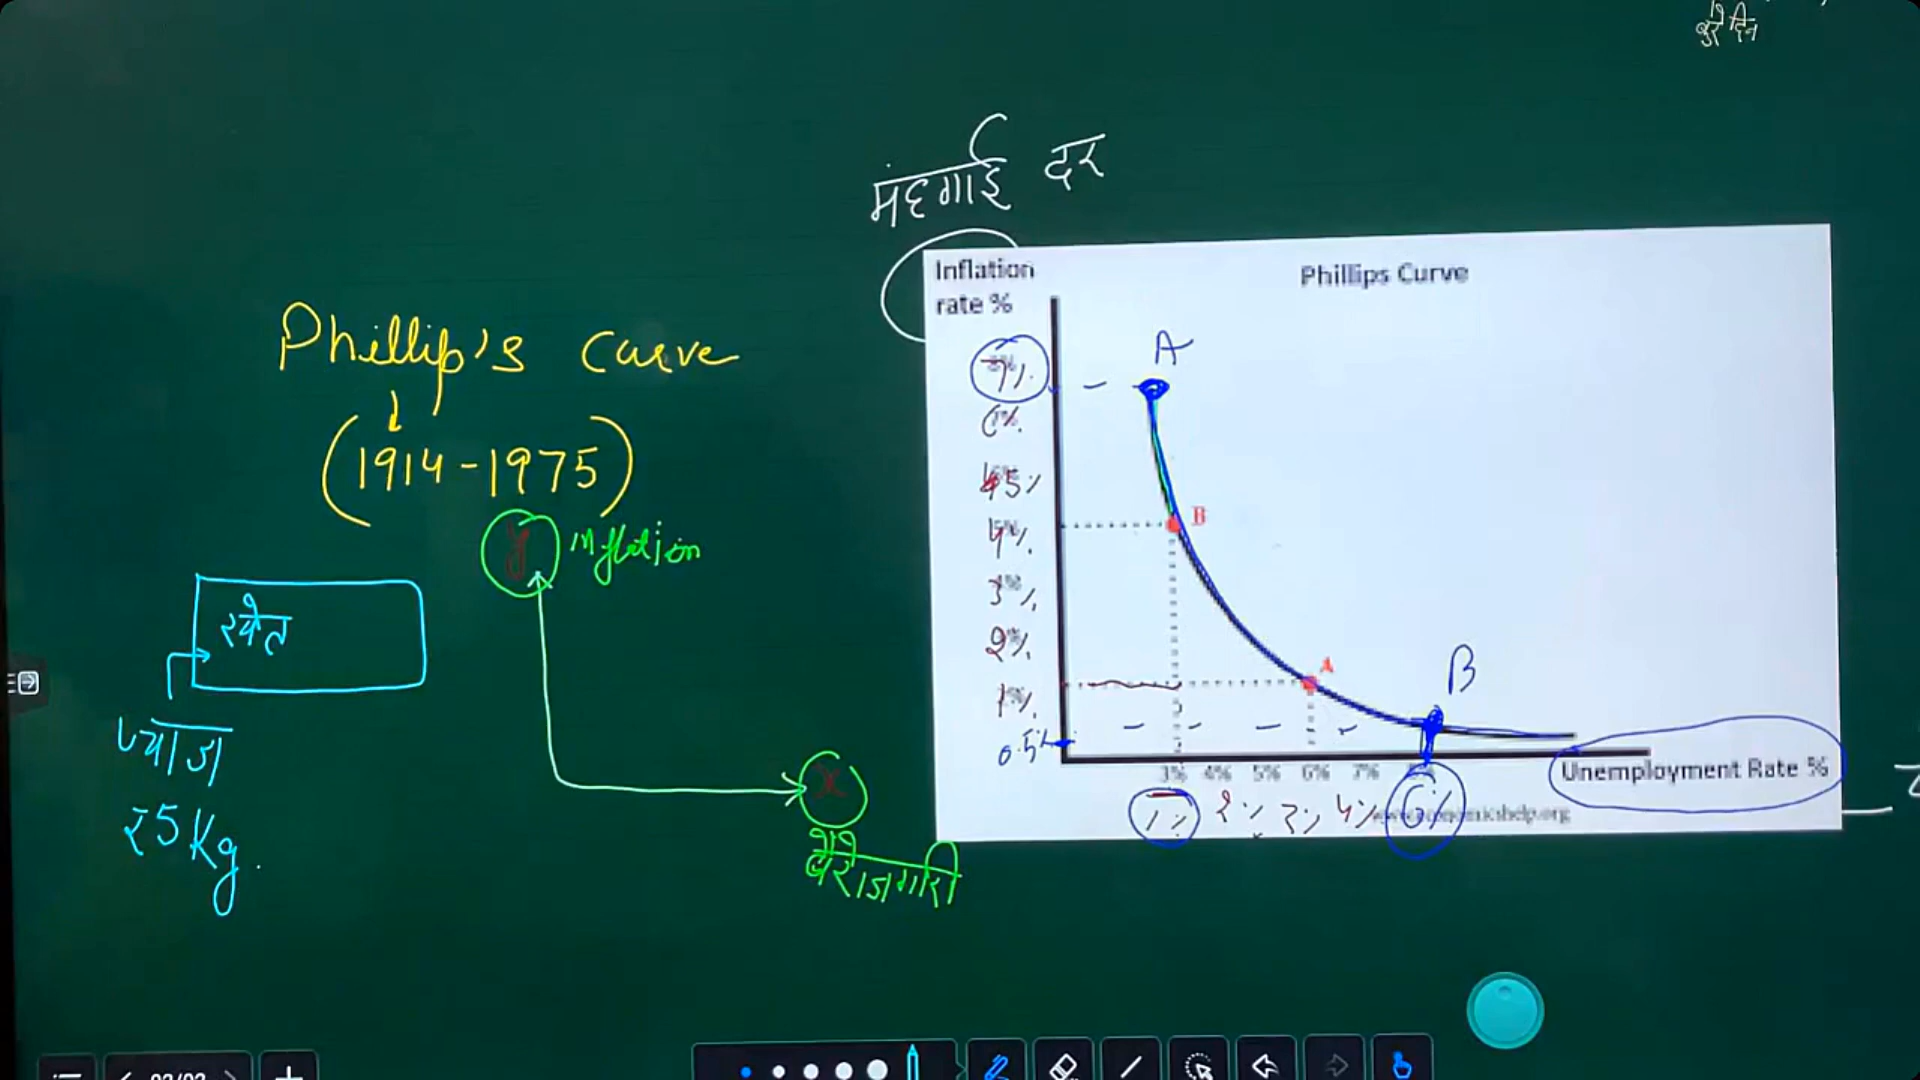 मंहगाई दर
Inflation
rate %
Phillips Curve
Phillip's Curve
(1914-1975)
y Inflation
x
बेरोजगारी
खेत
प्याज
₹5 Kg.
A
7%
6%
5%
B
4%
3%
2%
A
B
1%
0.5%
3% 4% 5% 6% 7%
Unemployment Rate %
1% 2% 3% 4% 6%